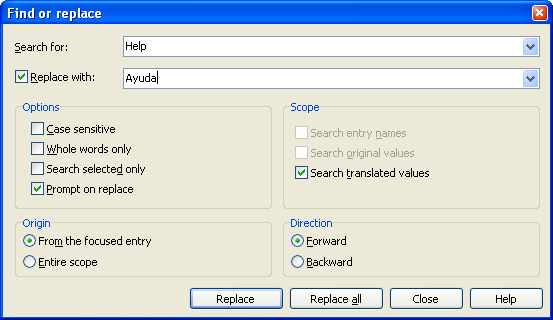 Find or replace
Search for: Help
Replace with: Ayuda
Options Scope
Case sensitive Search entry names
Whole words only Search original values
Search selected only Search translated values
Prompt on replace
Origin Direction
From the focused entry Forward
Entire scope Backward
Replace Replace all Close Help